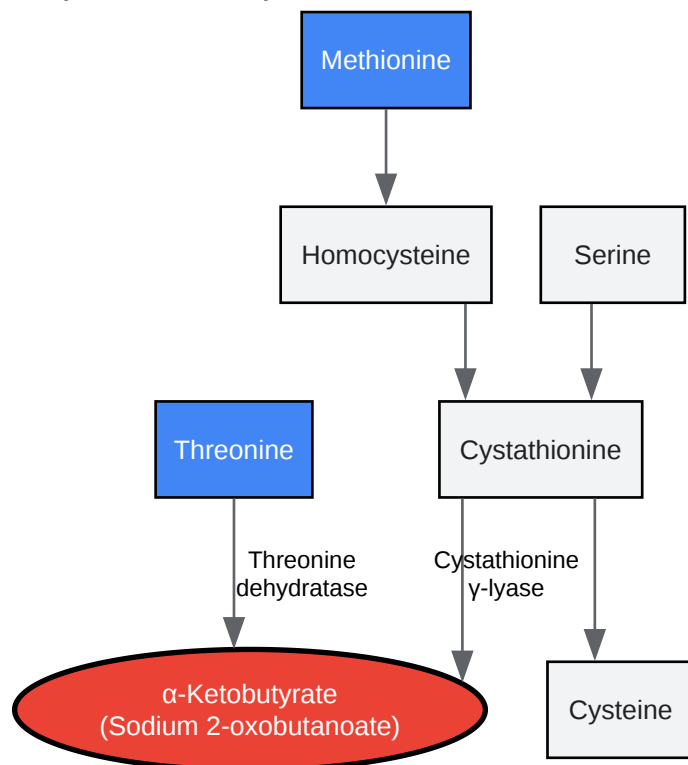 Methionine
Homocysteine
Serine
Threonine
Cystathionine
Threonine
dehydratase
Cystathionine
γ-lyase
α-Ketobutyrate
(Sodium 2-oxobutanoate)
Cysteine